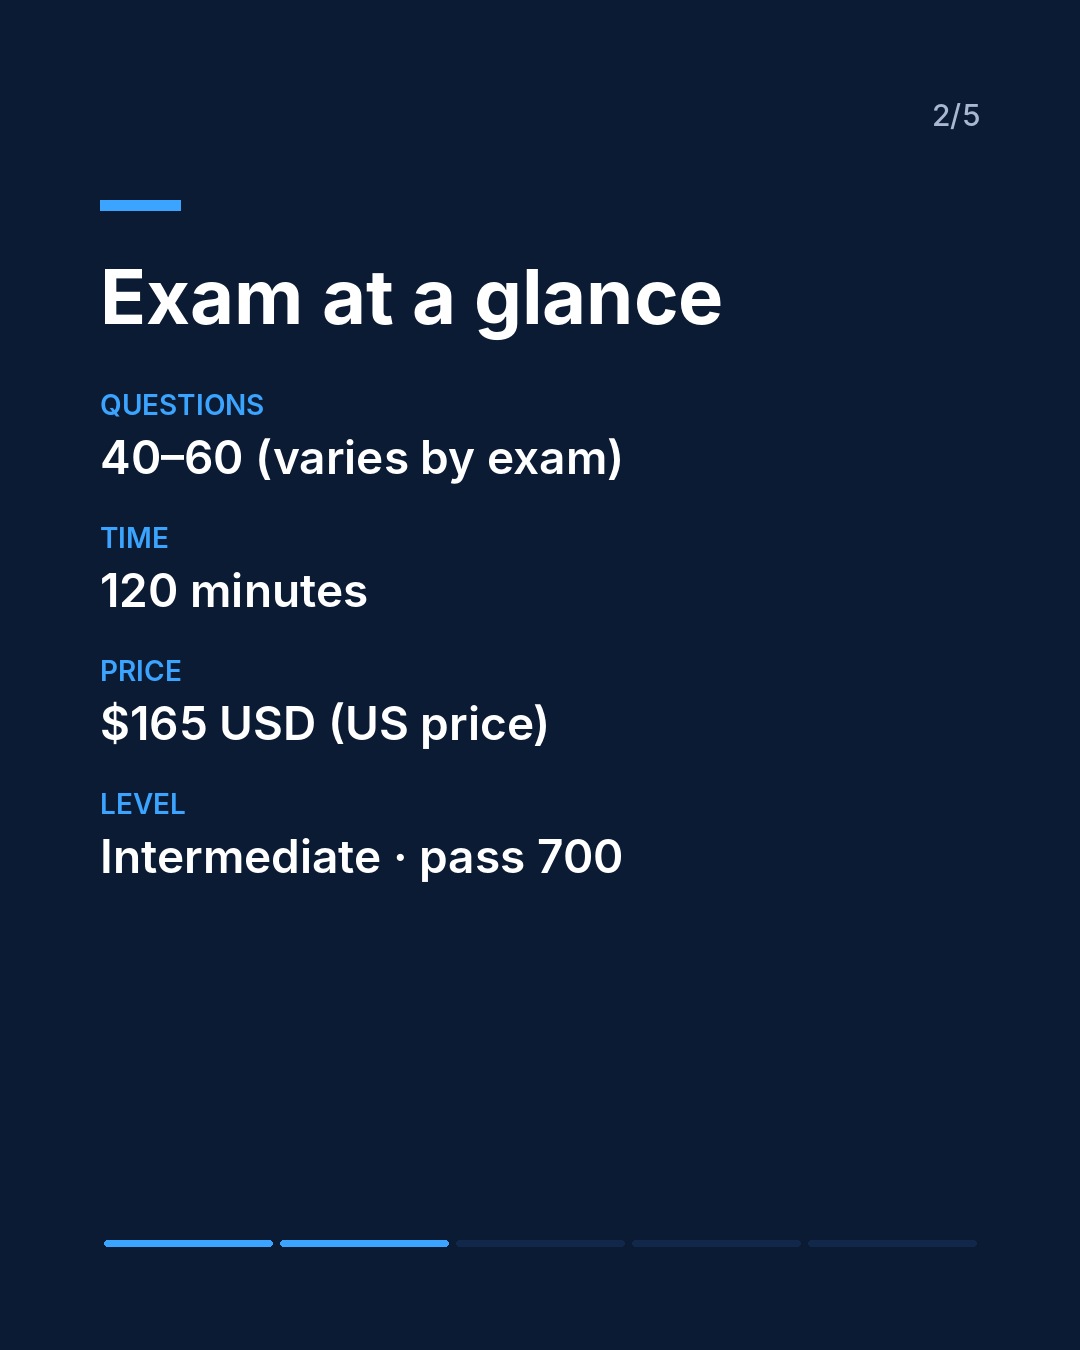 2/5
Exam at a glance
QUESTIONS
40–60 (varies by exam)
TIME
120 minutes
PRICE
$165 USD (US price)
LEVEL
Intermediate · pass 700